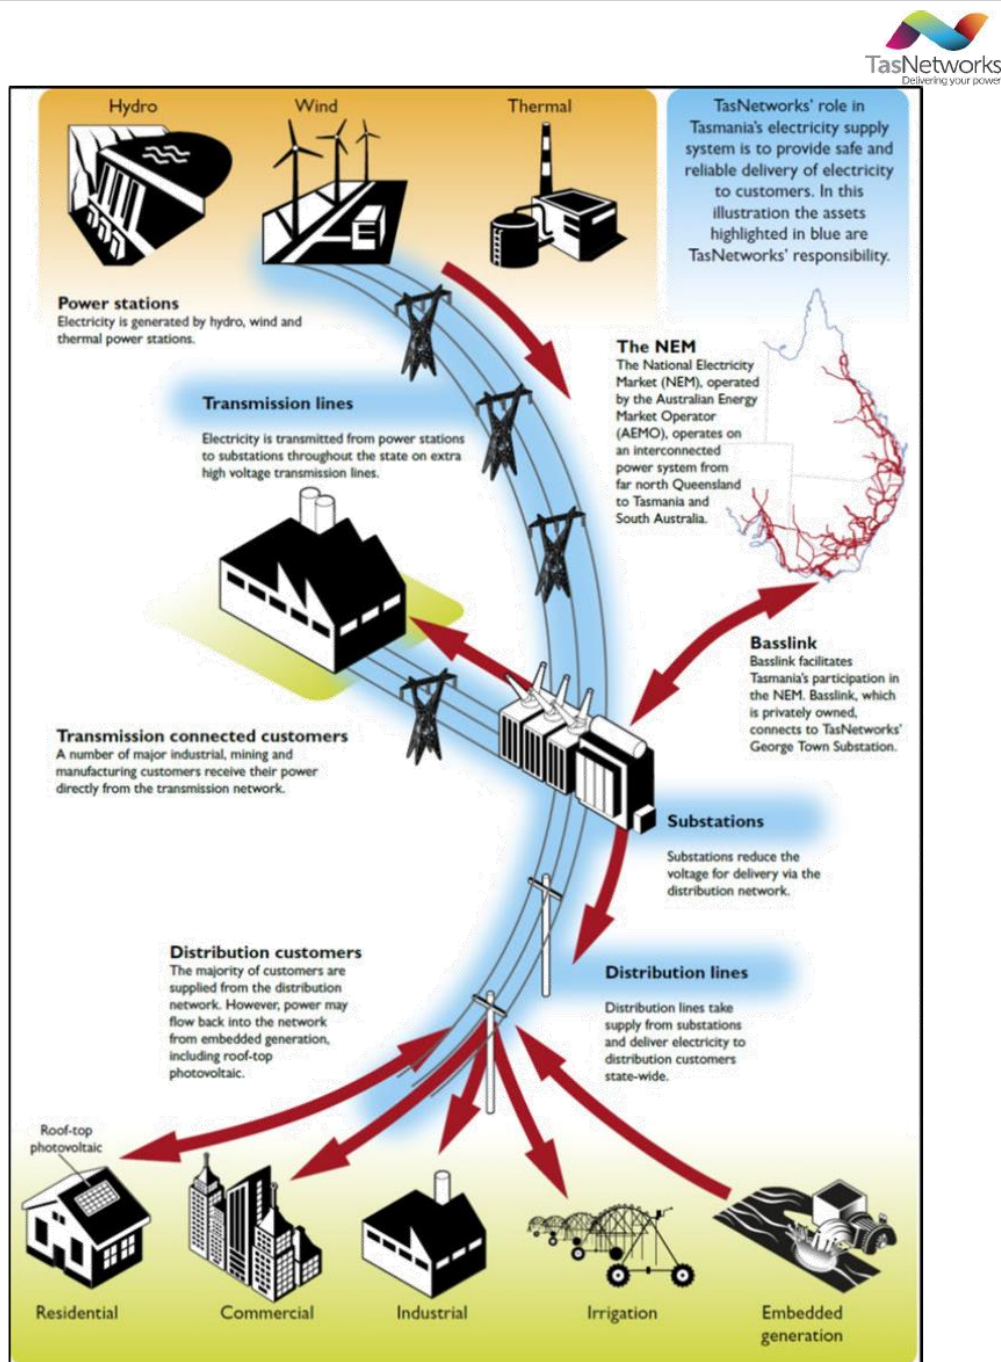 TasNetworks
Delivering your power
Hydro
Wind
Thermal
TasNetworks' role in
Tasmania's electricity supply
system is to provide safe and
reliable delivery of electricity
to customers. In this
illustration the assets
highlighted in blue are
TasNetworks' responsibility.
Power stations
Electricity is generated by hydro, wind and
thermal power stations.
The NEM
The National Electricity
Market (NEM), operated
by the Australian Energy
Market Operator
(AEMO), operates on
an interconnected
power system from
far north Queensland
to Tasmania and
South Australia.
Transmission lines
Electricity is transmitted from power stations
to substations throughout the state on extra
high voltage transmission lines.
Basslink
Basslink facilitates
Tasmania's participation in
the NEM. Basslink, which
is privately owned,
connects to TasNetworks'
George Town Substation.
Transmission connected customers
A number of major industrial, mining and
manufacturing customers receive their power
directly from the transmission network.
Substations
Substations reduce the
voltage for delivery via the
distribution network.
Distribution customers
The majority of customers are
supplied from the distribution
network. However, power may
flow back into the network
from embedded generation,
including roof-top
photovoltaic.
Distribution lines
Distribution lines take
supply from substations
and deliver electricity to
distribution customers
state-wide.
Roof-top
photovoltaic
Residential
Commercial
Industrial
Irrigation
Embedded
generation